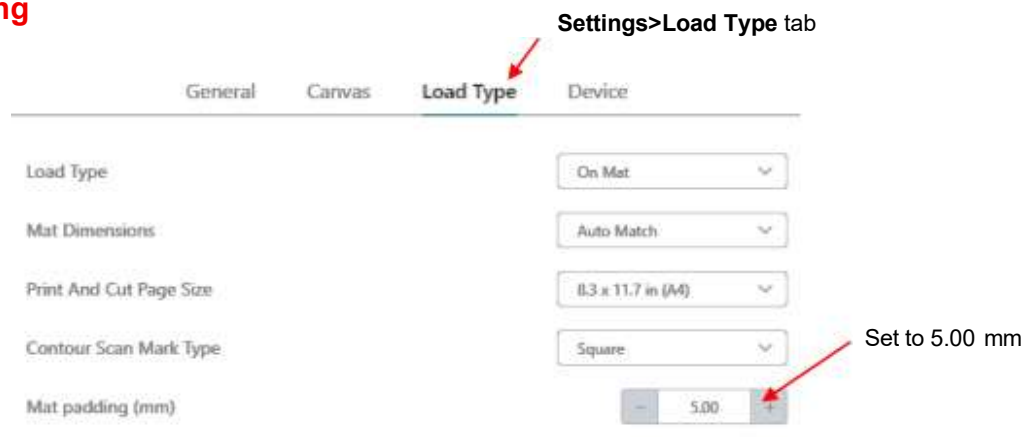 Settings>Load Type tab
General Canvas Load Type Device
Load Type On Mat
Mat Dimensions Auto Match
Print And Cut Page Size 8.3 x 11.7 in (A4)
Contour Scan Mark Type Square
Set to 5.00 mm
Mat padding (mm) - 5.00 +